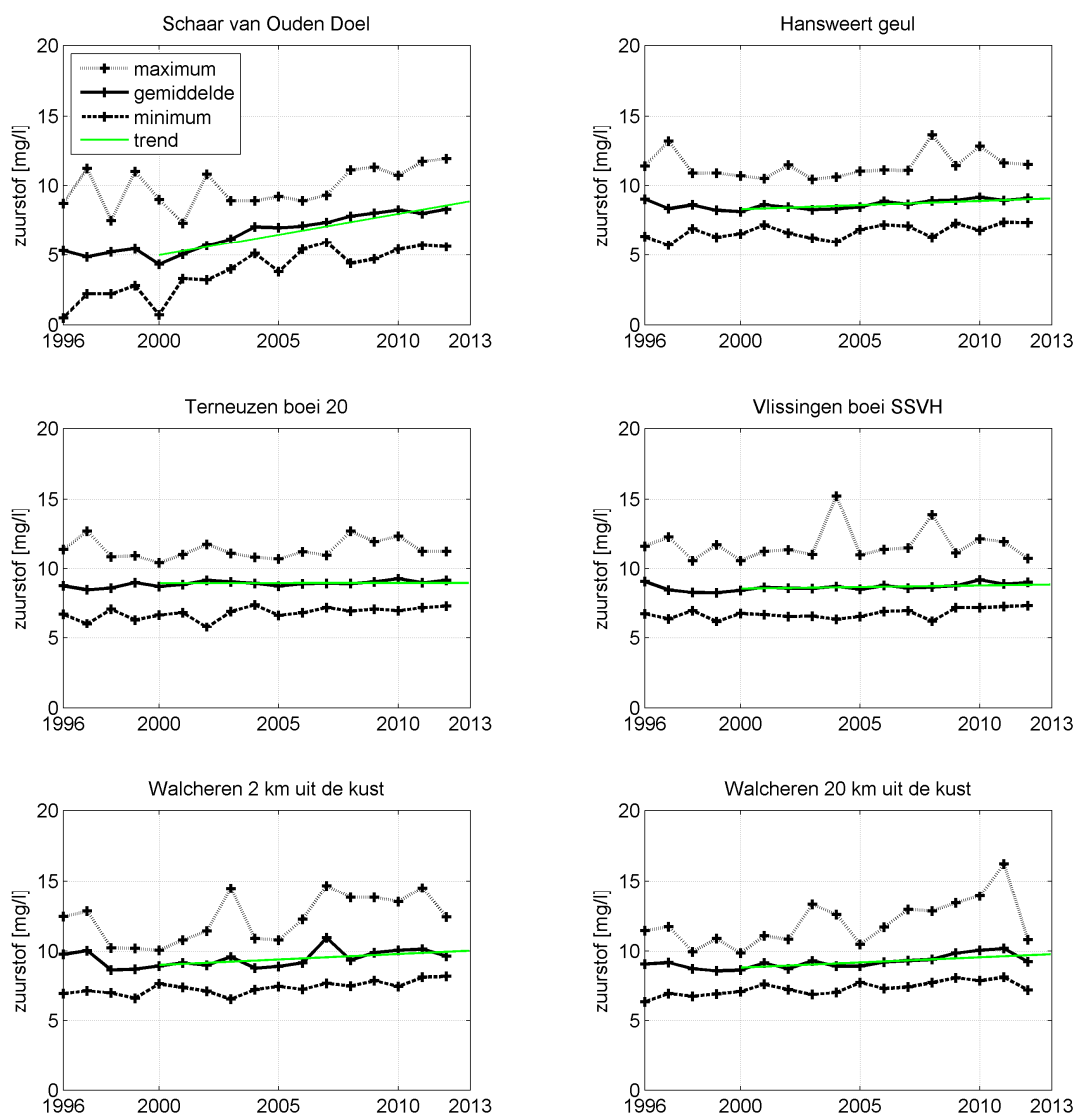 Schaar van Ouden Doel
20
15
10
5
0
zuurstof [mg/l]
maximum
gemiddelde
minimum
trend
1996 2000 2005 2010 2013
Hansweert geul
20
15
10
5
0
zuurstof [mg/l]
1996 2000 2005 2010 2013
Terneuzen boei 20
20
15
10
5
0
zuurstof [mg/l]
1996 2000 2005 2010 2013
Vlissingen boei SSVH
20
15
10
5
0
zuurstof [mg/l]
1996 2000 2005 2010 2013
Walcheren 2 km uit de kust
20
15
10
5
0
zuurstof [mg/l]
1996 2000 2005 2010 2013
Walcheren 20 km uit de kust
20
15
10
5
0
zuurstof [mg/l]
1996 2000 2005 2010 2013